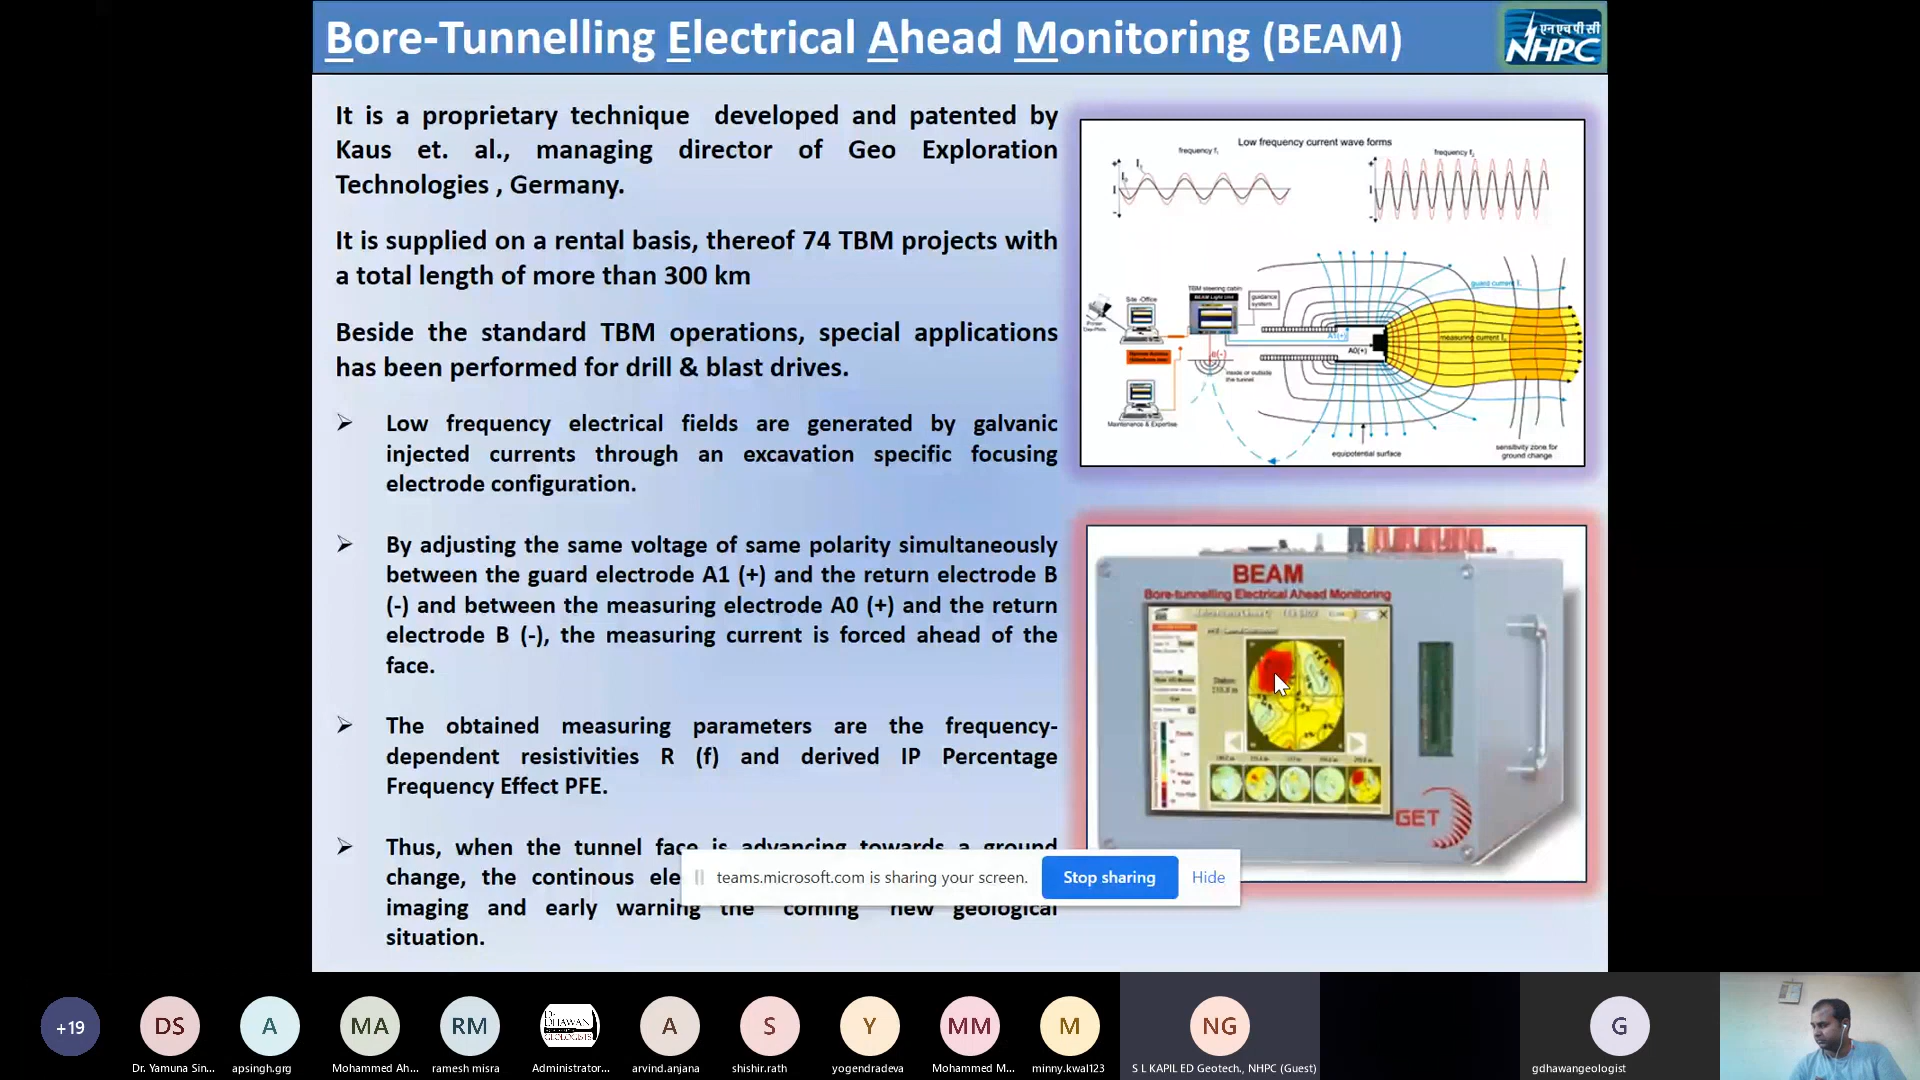 Bore-Tunnelling Electrical Ahead Monitoring (BEAM)
एन एच पी सी
NHPC
It is a proprietary technique developed and patented by
Kaus et. al., managing director of Geo Exploration
Technologies , Germany.
It is supplied on a rental basis, thereof 74 TBM projects with
a total length of more than 300 km
Beside the standard TBM operations, special applications
has been performed for drill & blast drives.
➢ Low frequency electrical fields are generated by galvanic
injected currents through an excavation specific focusing
electrode configuration.
➢ By adjusting the same voltage of same polarity simultaneously
between the guard electrode A1 (+) and the return electrode B
(-) and between the measuring electrode A0 (+) and the return
electrode B (-), the measuring current is forced ahead of the
face.
➢ The obtained measuring parameters are the frequency-
dependent resistivities R (f) and derived IP Percentage
Frequency Effect PFE.
➢ Thus, when the tunnel face is advancing towards a ground
change, the continous ele
imaging and early warning the coming new geological
situation.
Low frequency current wave forms
frequency f1
frequency f2
Site -Office
TBM steering cabin
guidance
system
guard current I1
measuring current I0
A1(+)
A0(+)
B(-)
inside or outside
the tunnel
Maintenance & Expertise
equipotential surface
sensitivity zone for
ground change
BEAM
Bore-tunnelling Electrical Ahead Monitoring
GET
teams.microsoft.com is sharing your screen.
Stop sharing
Hide
+19
DS
A
MA
RM
A
S
Y
MM
M
NG
G
Dr. Yamuna Sin...
apsingh.grg
Mohammed Ah...
ramesh misra
Administrator...
arvind.anjana
shishir.rath
yogendradeva
Mohammed M...
minny.kwal123
S L KAPIL ED Geotech., NHPC (Guest)
gdhawangeologist